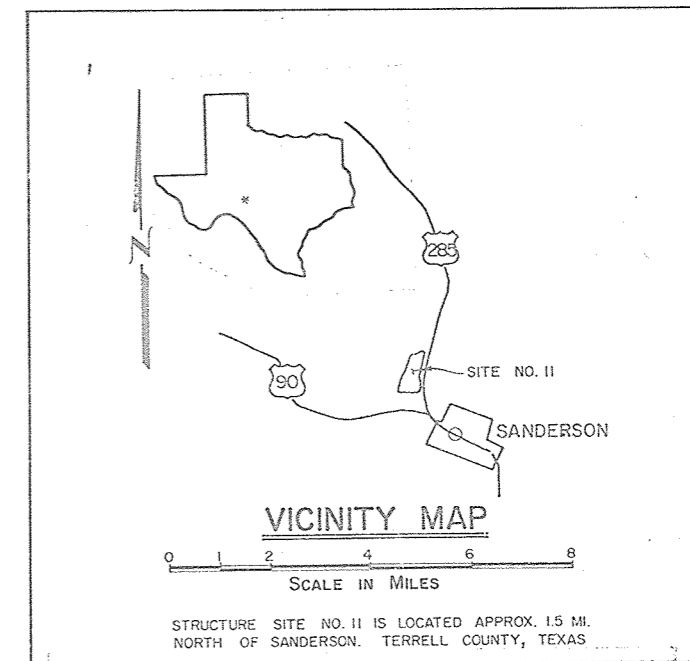 N
285
90
SITE NO. 11
SANDERSON
VICINITY MAP
0 1 2 4 6 8
SCALE IN MILES
STRUCTURE SITE NO. 11 IS LOCATED APPROX. 1.5 MI.
NORTH OF SANDERSON. TERRELL COUNTY, TEXAS